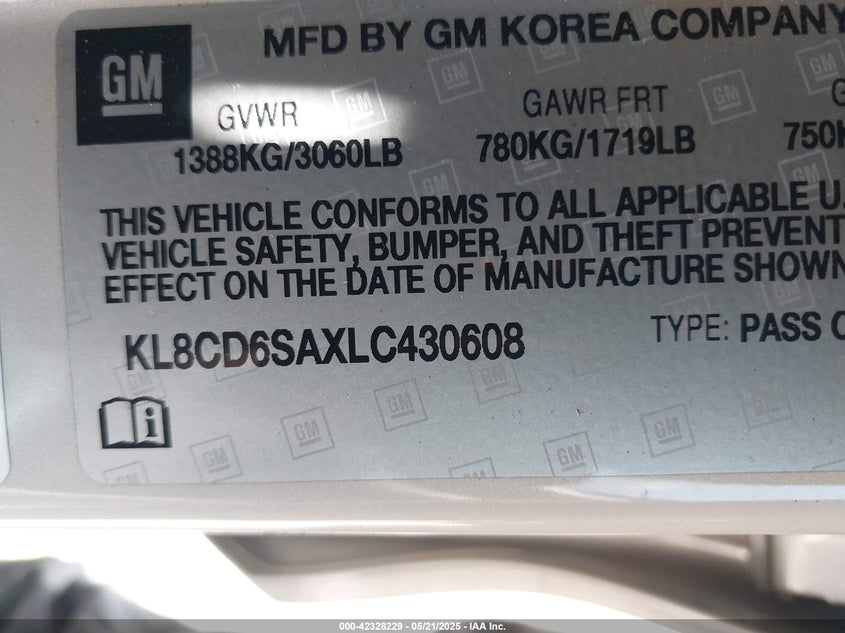 MFD BY GM KOREA COMPANY
GM
GVWR
GAWR FRT
1388KG/3060LB
780KG/1719LB
THIS VEHICLE CONFORMS TO ALL APPLICABLE U.
VEHICLE SAFETY, BUMPER, AND THEFT PREVENT
EFFECT ON THE DATE OF MANUFACTURE SHOWN
KL8CD6SAXLC430608
TYPE: PASS
000-42328229 - 05/21/2025 - IAA Inc.